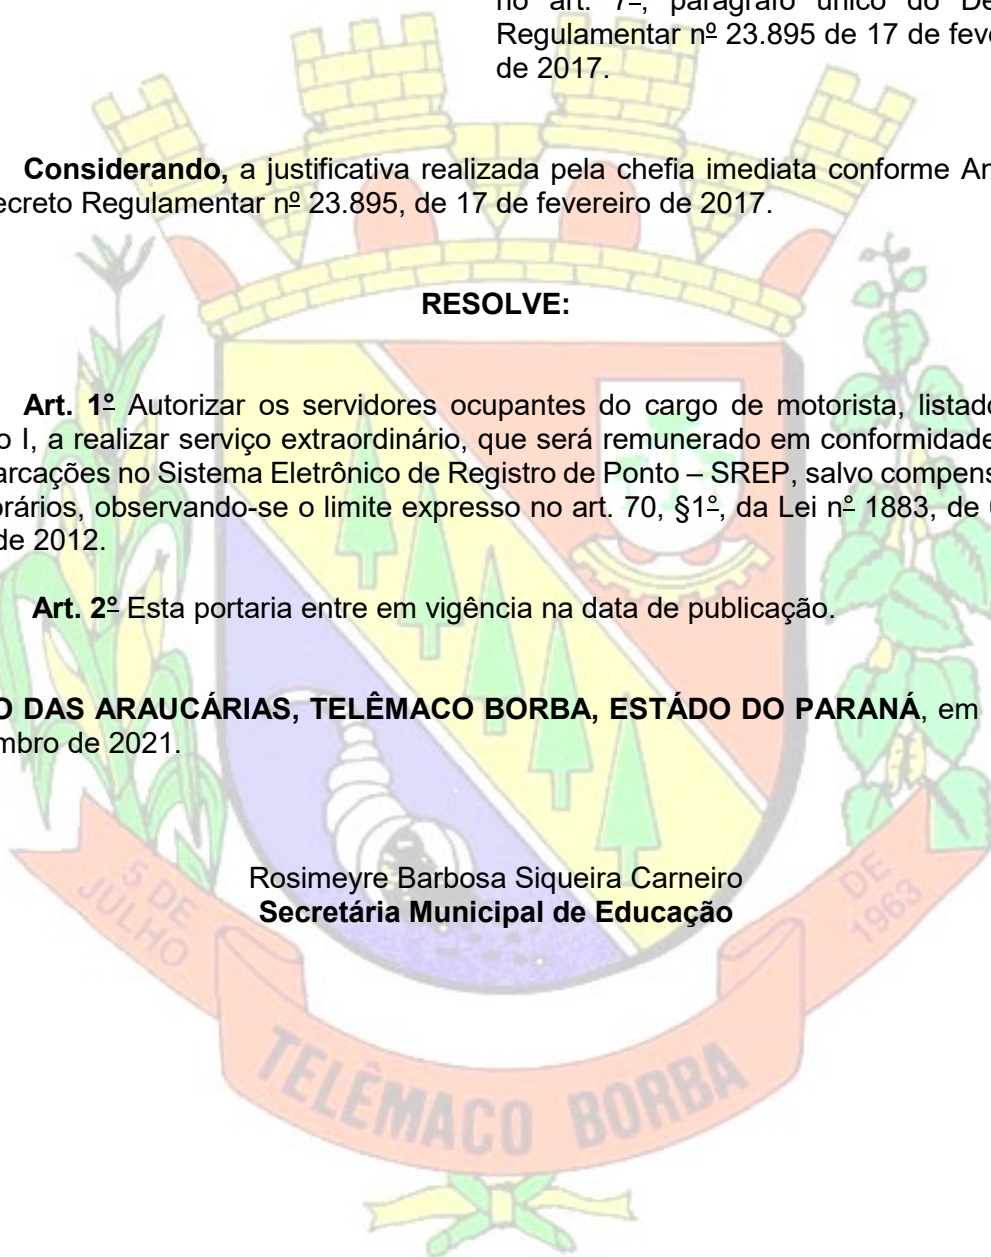 no art. 7º, parágrafo único do De
Regulamentar nº 23.895 de 17 de feve
de 2017.
Considerando, a justificativa realizada pela chefia imediata conforme An
ecreto Regulamentar nº 23.895, de 17 de fevereiro de 2017.
RESOLVE:
Art. 1º Autorizar os servidores ocupantes do cargo de motorista, listado
o I, a realizar serviço extraordinário, que será remunerado em conformidade
arcações no Sistema Eletrônico de Registro de Ponto – SREP, salvo compens
orários, observando-se o limite expresso no art. 70, §1º, da Lei nº 1883, de
de 2012.
Art. 2º Esta portaria entre em vigência na data de publicação.
O DAS ARAUCÁRIAS, TELÊMACO BORBA, ESTÁDO DO PARANÁ, em
mbro de 2021.
Rosimeyre Barbosa Siqueira Carneiro
Secretária Municipal de Educação
5 DE
JULHO
DE
1963
TELÊMACO BORBA